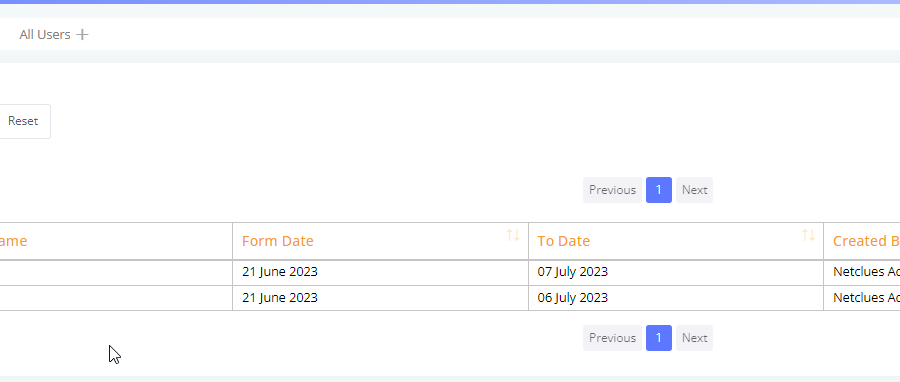 All Users
Reset
Previous 1 Next
ame Form Date To Date Created B
21 June 2023 07 July 2023 Netclues Ac
21 June 2023 06 July 2023 Netclues Ac
Previous 1 Next